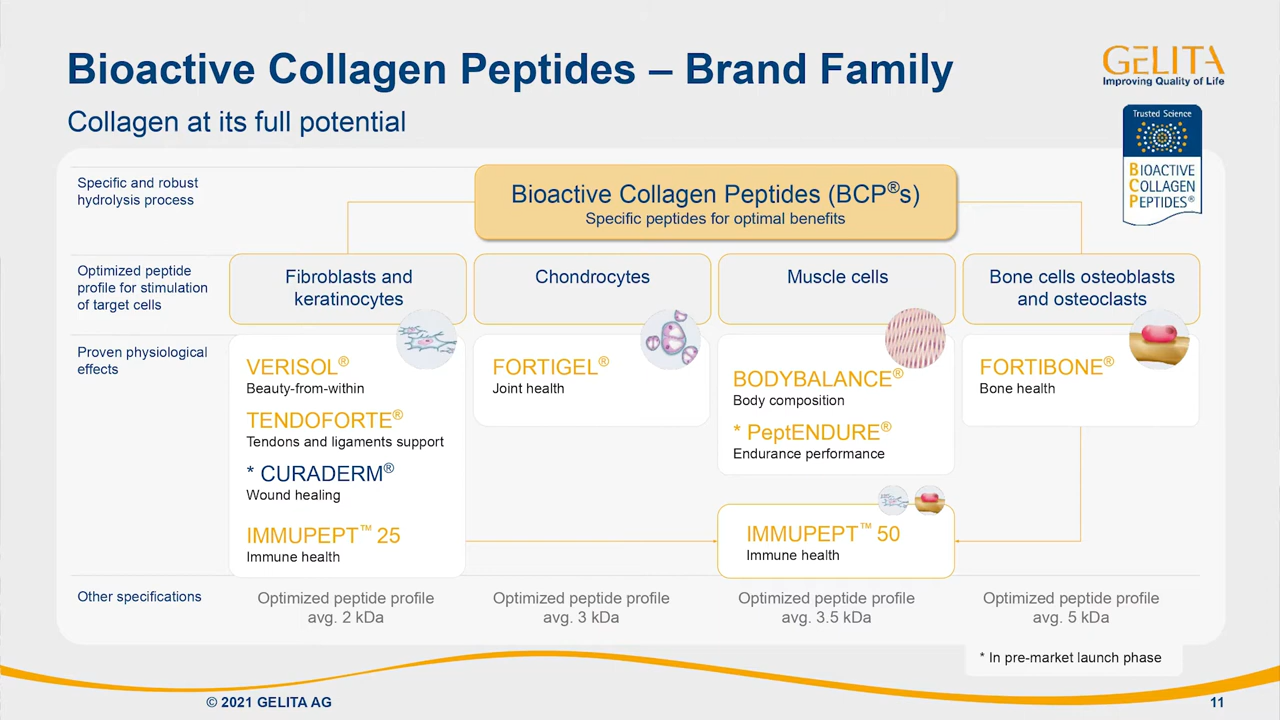 Bioactive Collagen Peptides – Brand Family
Collagen at its full potential
GELITA
Improving Quality of Life
Trusted Science
BIOACTIVE
COLLAGEN
PEPTIDES®
Specific and robust
hydrolysis process
Bioactive Collagen Peptides (BCP®s)
Specific peptides for optimal benefits
Optimized peptide
profile for stimulation
of target cells
Fibroblasts and
keratinocytes
Chondrocytes
Muscle cells
Bone cells osteoblasts
and osteoclasts
Proven physiological
effects
VERISOL®
Beauty-from-within
TENDOFORTE®
Tendons and ligaments support
* CURADERM®
Wound healing
IMMUPEPT™ 25
Immune health
FORTIGEL®
Joint health
BODYBALANCE®
Body composition
* PeptENDURE®
Endurance performance
IMMUPEPT™ 50
Immune health
FORTIBONE®
Bone health
Other specifications
Optimized peptide profile
avg. 2 kDa
Optimized peptide profile
avg. 3 kDa
Optimized peptide profile
avg. 3.5 kDa
Optimized peptide profile
avg. 5 kDa
* In pre-market launch phase
© 2021 GELITA AG
11